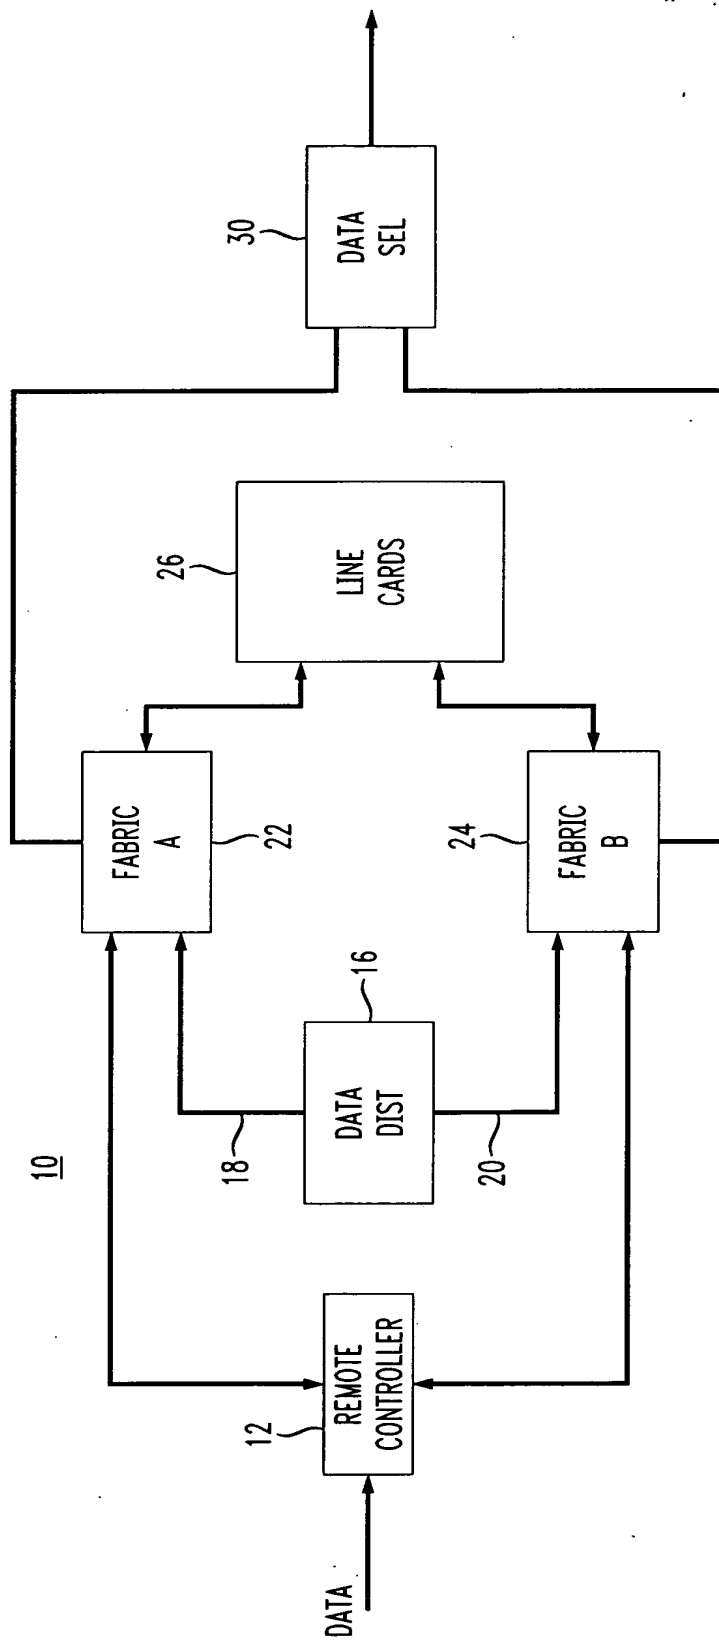 10
DATA
12
REMOTE
CONTROLLER
18
DATA
DIST
16
20
FABRIC
A
22
24
FABRIC
B
26
LINE
CARDS
30
DATA
SEL